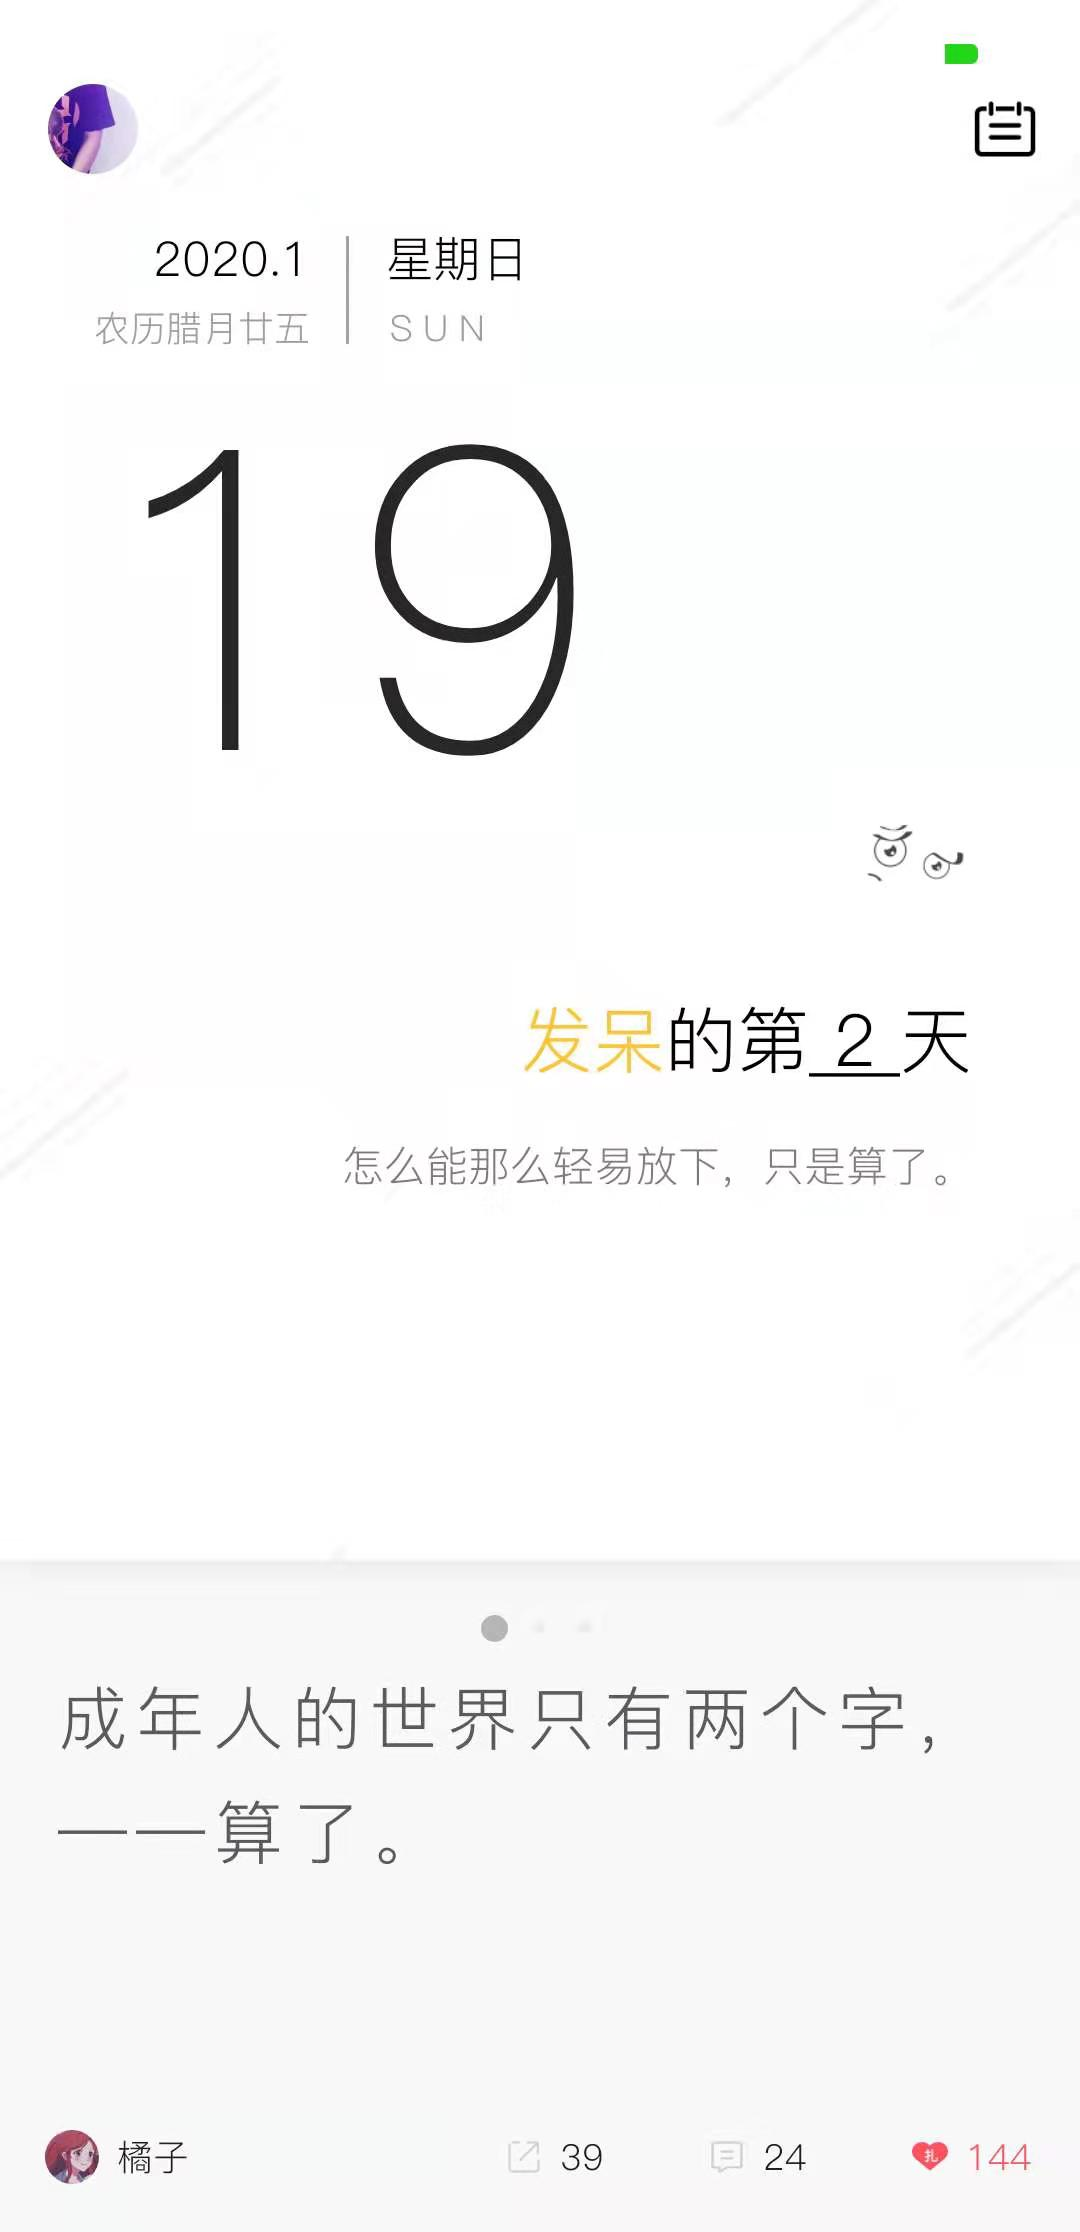 2020.1
星期日
农历腊月廿五
SUN
19
发呆的第 2 天
怎么能那么轻易放下，只是算了。
成年人的世界只有两个字，
——算了。
橘子
39
24
扎
144